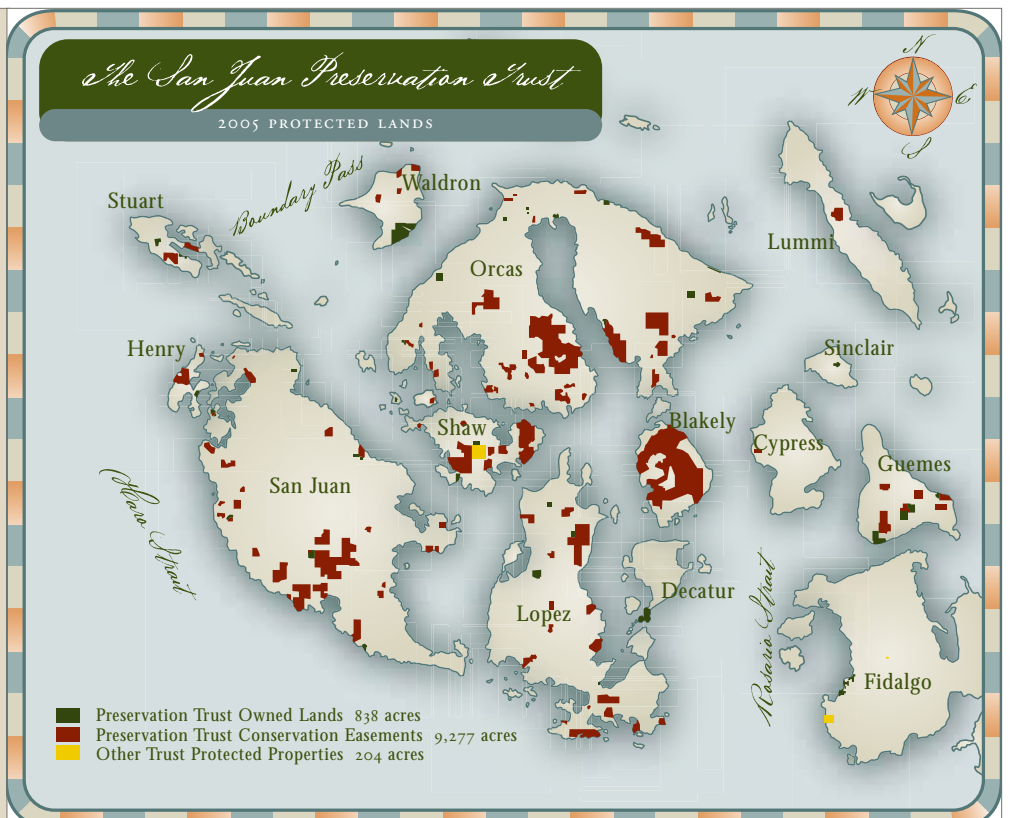 The San Juan Preservation Trust
2005 PROTECTED LANDS
N
W E
S
Boundary Pass
Waldron
Stuart
Lummi
Orcas
Henry
Sinclair
Shaw
Blakely
Cypress
Guemes
San Juan
Haro Strait
Decatur
Lopez
Rosario Strait
Fidalgo
Preservation Trust Owned Lands 838 acres
Preservation Trust Conservation Easements 9,277 acres
Other Trust Protected Properties 204 acres